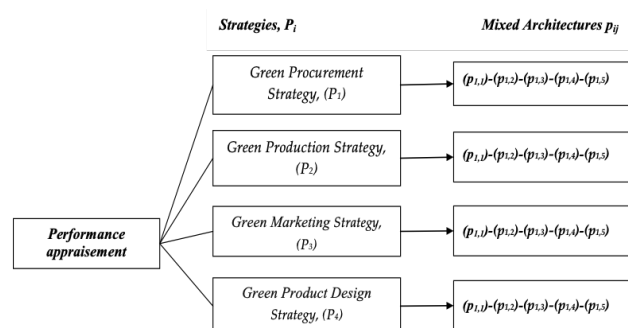 Strategies, Pi
Mixed Architectures pij
Green Procurement
Strategy, (P1)
(p1,1)-(p1,2)-(p1,3)-(p1,4)-(p1,5)
Green Production Strategy,
(P2)
(p1,1)-(p1,2)-(p1,3)-(p1,4)-(p1,5)
Performance
appraisement
Green Marketing Strategy,
(P3)
(p1,1)-(p1,2)-(p1,3)-(p1,4)-(p1,5)
Green Product Design
Strategy, (P4)
(p1,1)-(p1,2)-(p1,3)-(p1,4)-(p1,5)